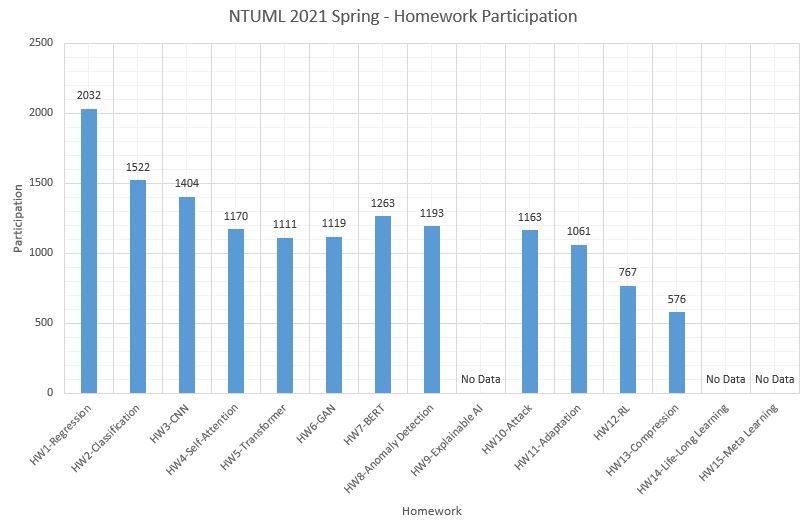 NTUML 2021 Spring - Homework Participation
2500
2000
1500
1000
500
0
Participation
2032
1522
1404
1170
1111
1119
1263
1193
No Data
1163
1061
767
576
No Data
No Data
HW1-Regression
HW2-Classification
HW3-CNN
HW4-Self-Attention
HW5-Transformer
HW6-GAN
HW7-BERT
HW8-Anomaly Detection
HW9-Explainable AI
HW10-Attack
HW11-Adaptation
HW12-RL
HW13-Compression
HW14-Life-Long Learning
HW15-Meta Learning
Homework